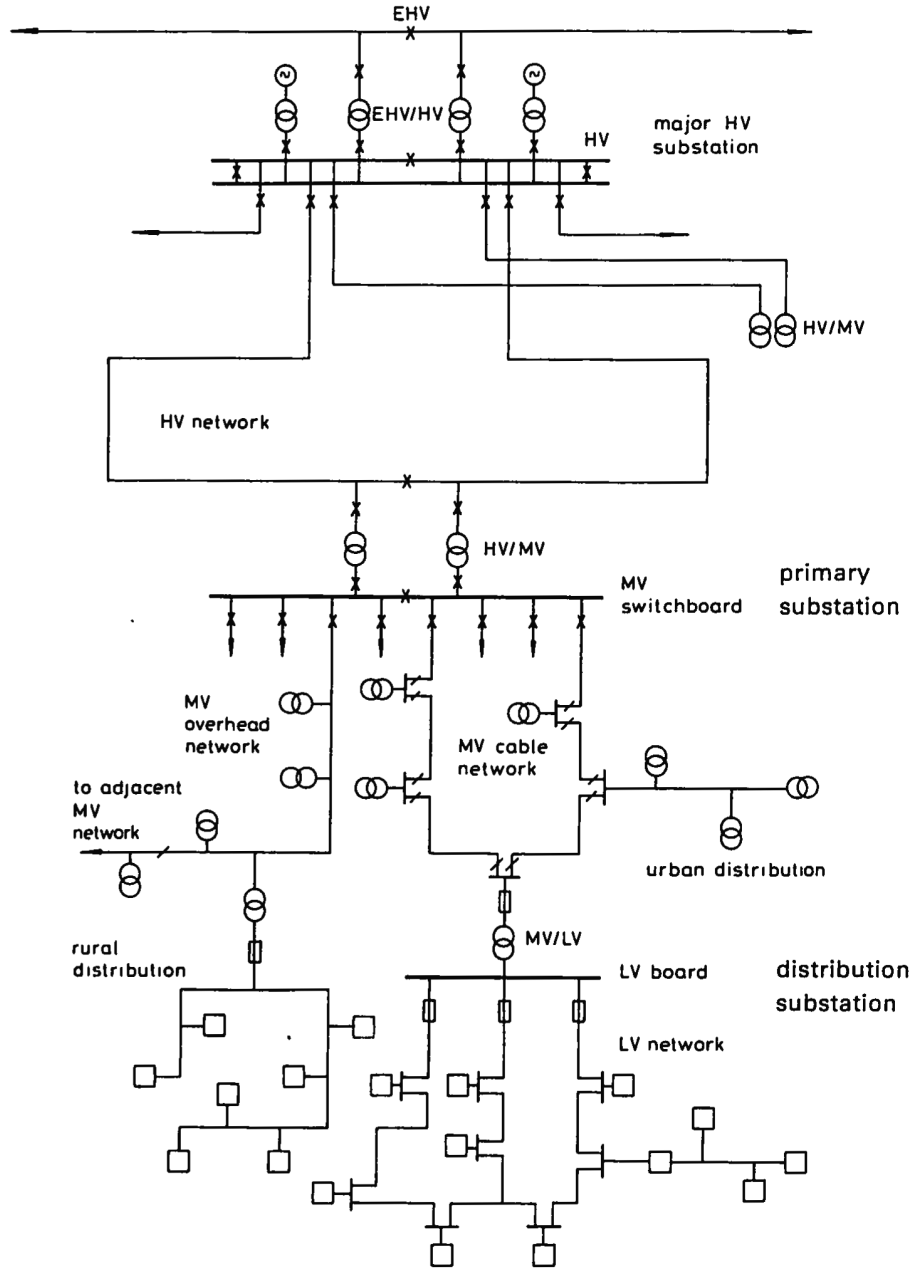 EHV
EHV/HV
HV
major HV
substation
HV/MV
HV network
HV/MV
MV
switchboard
primary
substation
MV
overhead
network
MV cable
network
to adjacent
MV
network
urban distribution
rural
distribution
MV/LV
LV board
distribution
substation
LV network